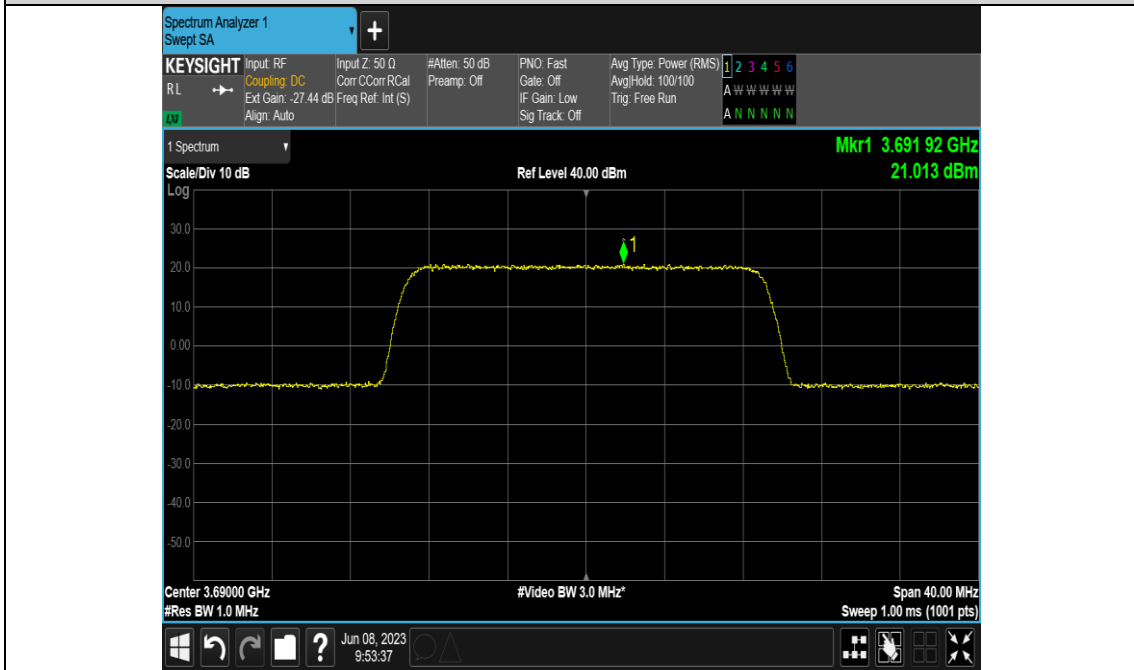 Spectrum Analyzer 1
Swept SA
+
KEYSIGHT
RL
LXI
Input: RF
Coupling: DC
Ext Gain: -27.44 dB
Align: Auto
Input Z: 50 Ω
Corr CCorr RCal
Freq Ref: Int (S)
#Atten: 50 dB
Preamp: Off
PNO: Fast
Gate: Off
IF Gain: Low
Sig Track: Off
Avg Type: Power (RMS)
Avg|Hold: 100/100
Trig: Free Run
1 2 3 4 5 6
A W W W W W
A N N N N N
1 Spectrum
Mkr1 3.691 92 GHz
Scale/Div 10 dB
Ref Level 40.00 dBm
21.013 dBm
Log
30.0
1
20.0
10.0
0.00
-10.0
-20.0
-30.0
-40.0
-50.0
Center 3.69000 GHz
#Video BW 3.0 MHz*
Span 40.00 MHz
#Res BW 1.0 MHz
Sweep 1.00 ms (1001 pts)
?
Jun 08, 2023
9:53:37